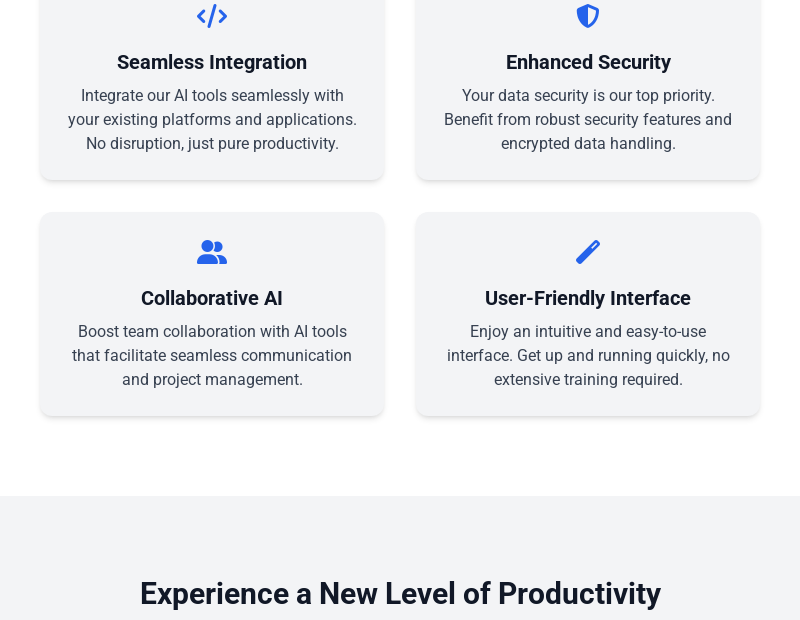 Seamless Integration
Integrate our AI tools seamlessly with
your existing platforms and applications.
No disruption, just pure productivity.
Enhanced Security
Your data security is our top priority.
Benefit from robust security features and
encrypted data handling.
Collaborative AI
Boost team collaboration with AI tools
that facilitate seamless communication
and project management.
User-Friendly Interface
Enjoy an intuitive and easy-to-use
interface. Get up and running quickly, no
extensive training required.
Experience a New Level of Productivity